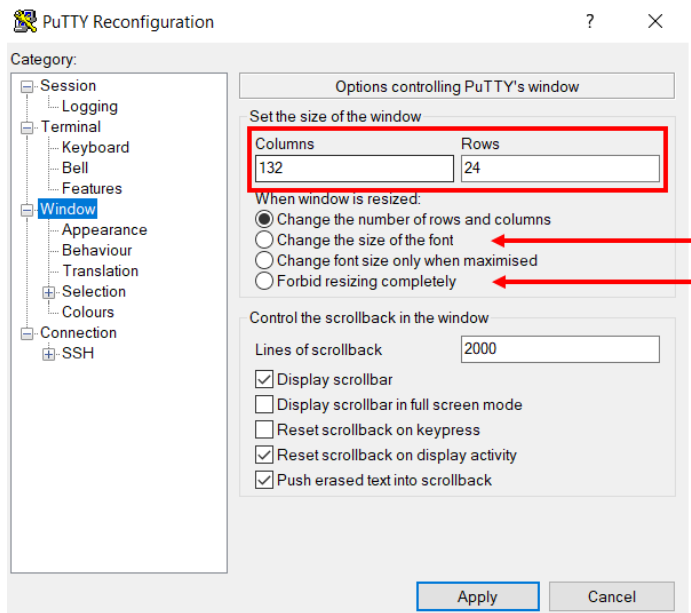 PuTTY Reconfiguration
Category:
Session
Logging
Terminal
Keyboard
Bell
Features
Window
Appearance
Behaviour
Translation
Selection
Colours
Connection
SSH
Options controlling PuTTY's window
Set the size of the window
Columns Rows
132 24
When window is resized:
Change the number of rows and columns
Change the size of the font
Change font size only when maximised
Forbid resizing completely
Control the scrollback in the window
Lines of scrollback 2000
Display scrollbar
Display scrollbar in full screen mode
Reset scrollback on keypress
Reset scrollback on display activity
Push erased text into scrollback
Apply Cancel